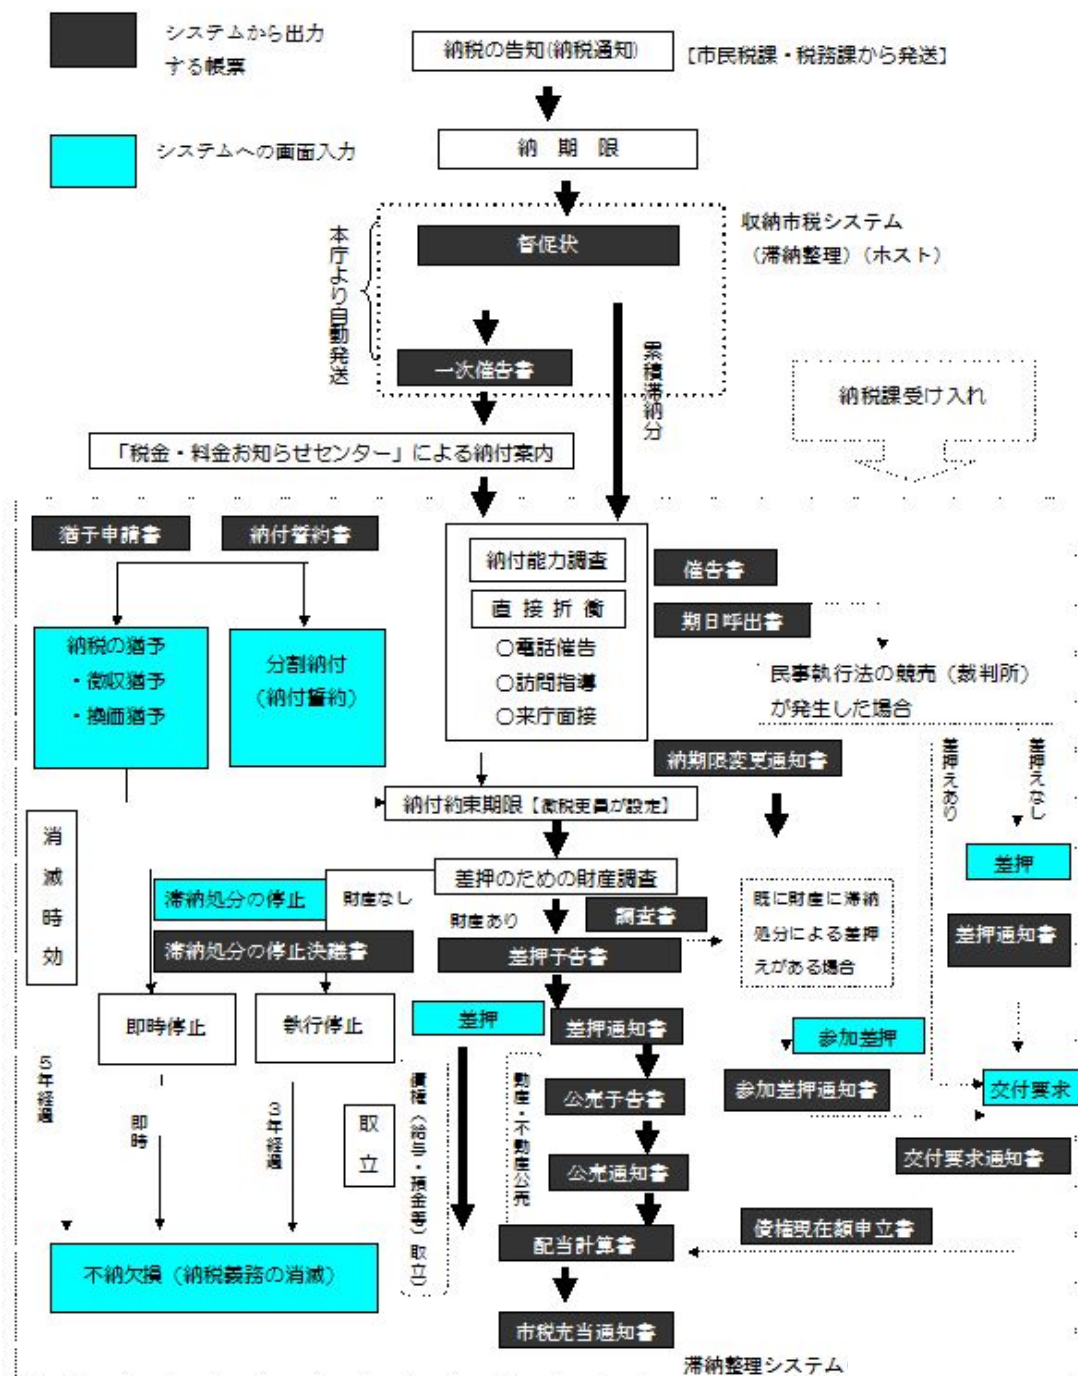 システムから出力
する帳票
納税の告知(納税通知)
【市民税課・税務課から発送】
システムへの画面入力
納期限
収納市税システム
(滞納整理)(ホスト)
督促状
本庁より自動発送
一次催告書
累積滞納分
納税課受け入れ
「税金・料金お知らせセンター」による納付案内
猶予申請書
納付誓約書
納付能力調査
催告書
直接折衝
期日呼出書
納税の猶予
・徴収猶予
・換価猶予
分割納付
(納付誓約)
○電話催告
○訪問指導
○来庁面接
民事執行法の競売(裁判所)
が発生した場合
納期限変更通知書
差押えあり
差押えなし
納付約束期限【徴税吏員が設定】
消滅時効
差押
差押のための財産調査
滞納処分の停止
財産なし
財産あり
調査書
既に財産に滞納
処分による差押
えがある場合
差押通知書
滞納処分の停止決議書
差押予告書
即時停止
執行停止
差押
差押通知書
参加差押
5年経過
即時
3年経過
取立
債権(給与・預金等)取立
動産・不動産公売
公売予告書
参加差押通知書
交付要求
公売通知書
交付要求通知書
配当計算書
債権現在額申立書
不納欠損(納税義務の消滅)
市税充当通知書
滞納整理システム